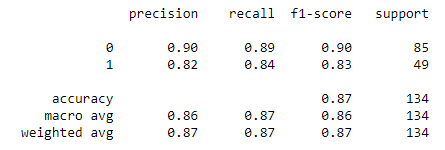 precision recall f1-score support
0 0.90 0.89 0.90 85
1 0.82 0.84 0.83 49
accuracy 0.87 134
macro avg 0.86 0.87 0.86 134
weighted avg 0.87 0.87 0.87 134